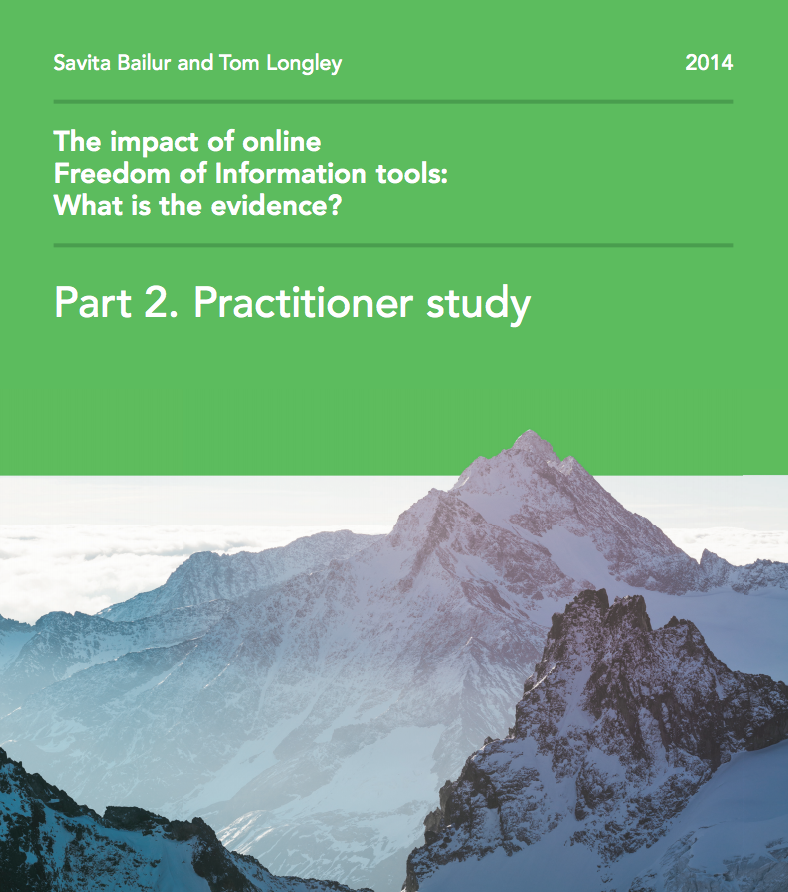 Savita Bailur and Tom Longley 2014
The impact of online
Freedom of Information tools:
What is the evidence?
Part 2. Practitioner study